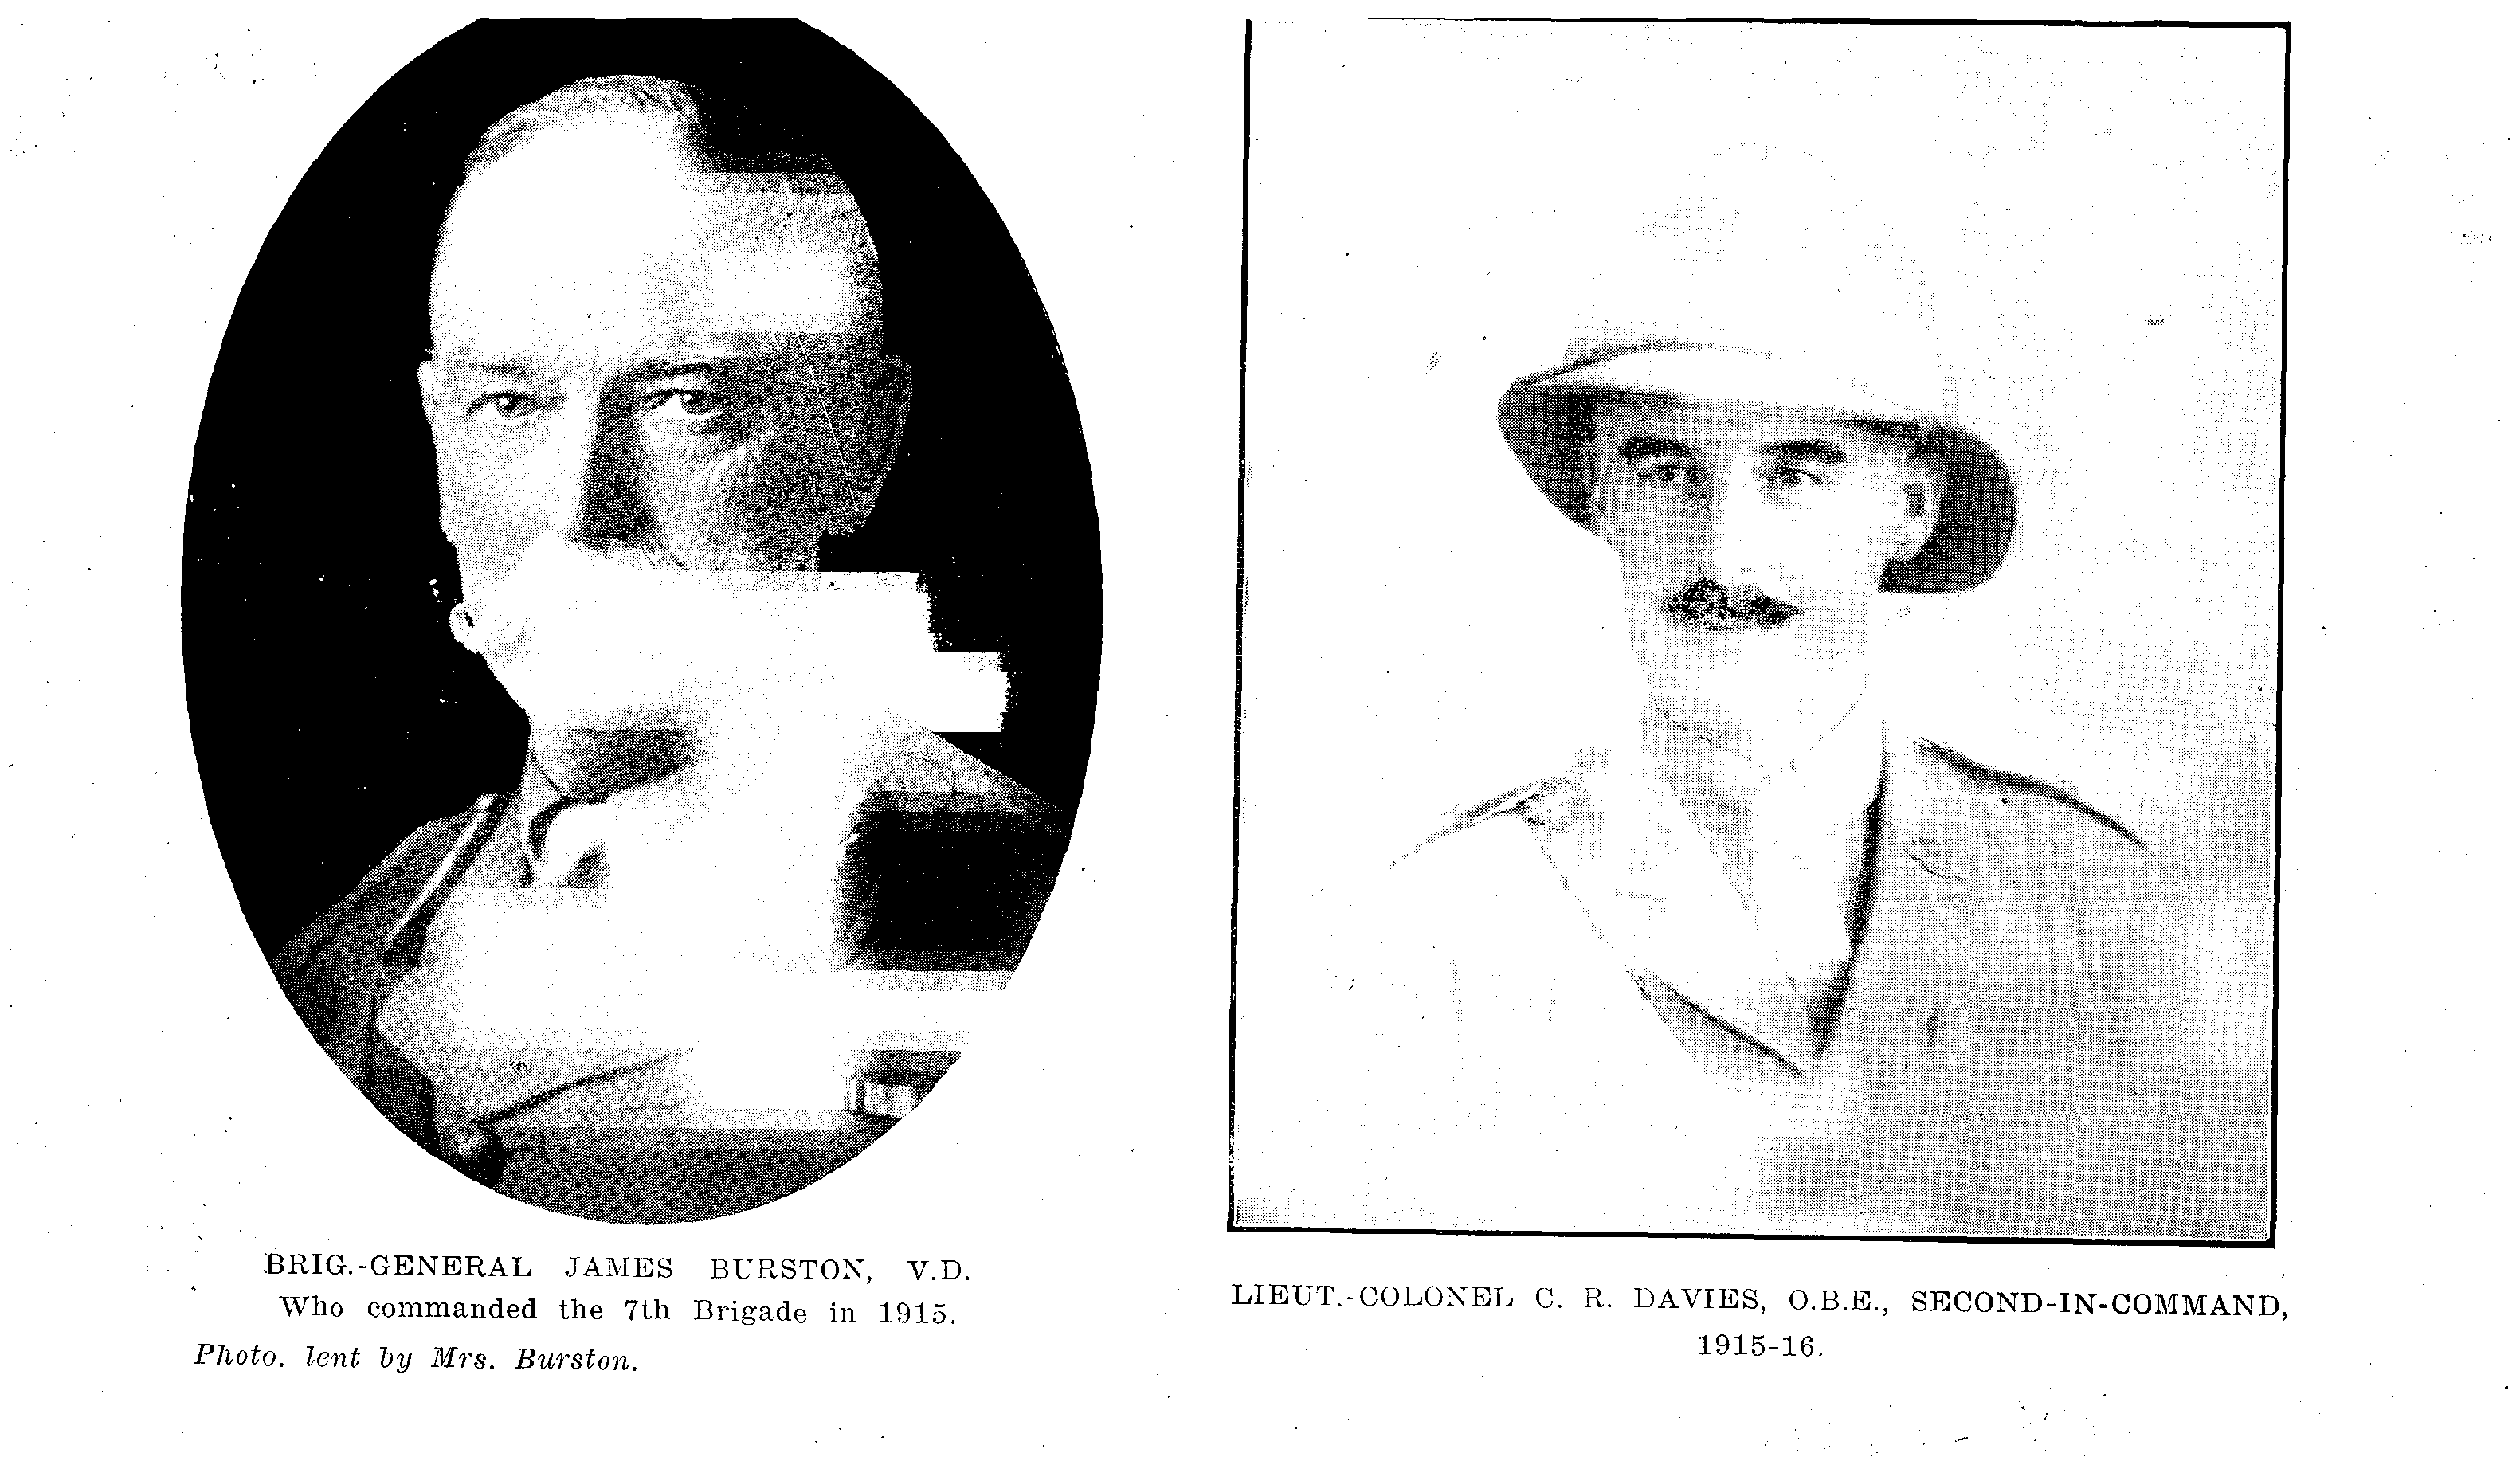 BRIG.-GENERAL JAMES BURSTON, V.D.
Who commanded the 7th Brigade in 1915.
Photo. lent by Mrs. Burston.
LIEUT.-COLONEL C. R. DAVIES, O.B.E., SECOND-IN-COMMAND,
1915-16.